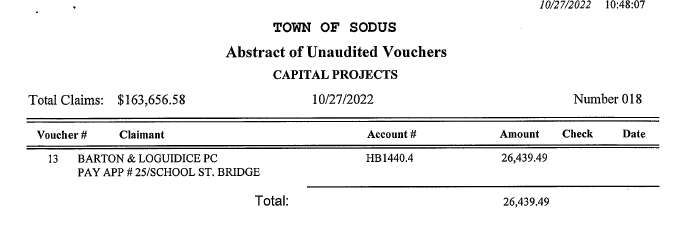 10/27/2022 10:48:07
TOWN OF SODUS
Abstract of Unaudited Vouchers
CAPITAL PROJECTS
Total Claims: $163,656.58 10/27/2022 Number 018
Voucher # Claimant Account # Amount Check Date
13 BARTON & LOGUIDICE PC HB1440.4 26,439.49
PAY APP # 25/SCHOOL ST. BRIDGE
Total: 26,439.49